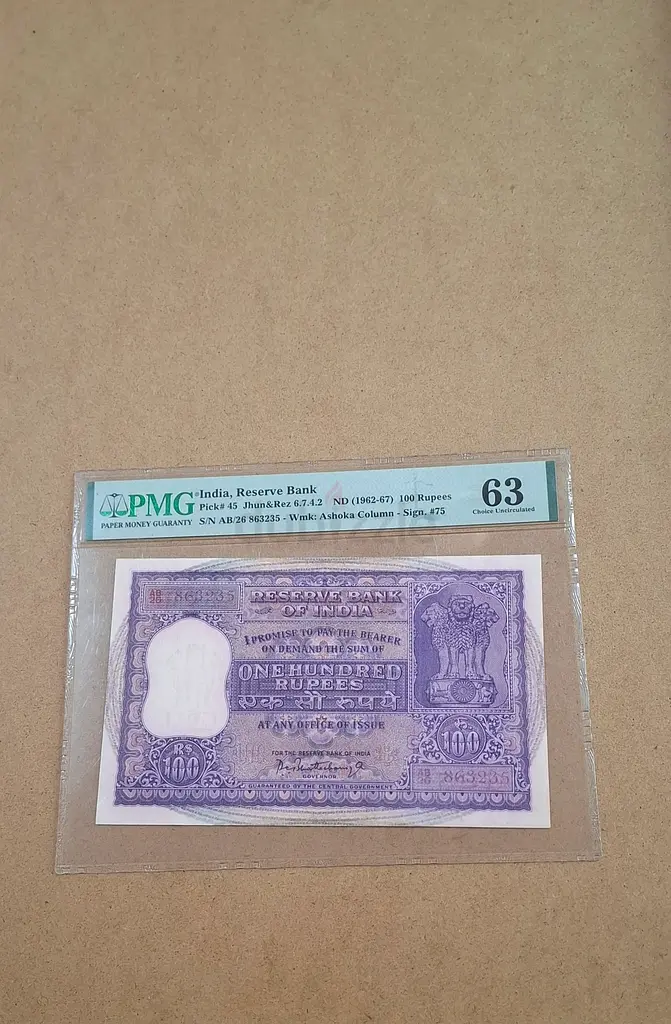 PMG
PAPER MONEY GUARANTY
India, Reserve Bank
Pick# 45 Jhun&Rez 6.7.4.2 ND (1962-67) 100 Rupees
S/N AB/26 863235 - Wmk: Ashoka Column - Sign. #75
63
Choice Uncirculated
AB 26 863235
RESERVE BANK
OF INDIA
I PROMISE TO PAY THE BEARER
ON DEMAND THE SUM OF
ONE HUNDRED
RUPEES
एक सौ रुपये
AT ANY OFFICE OF ISSUE
RS
100
रु
100
FOR THE RESERVE BANK OF INDIA
GOVERNOR
AB 26 863235
GUARANTEED BY THE CENTRAL GOVERNMENT